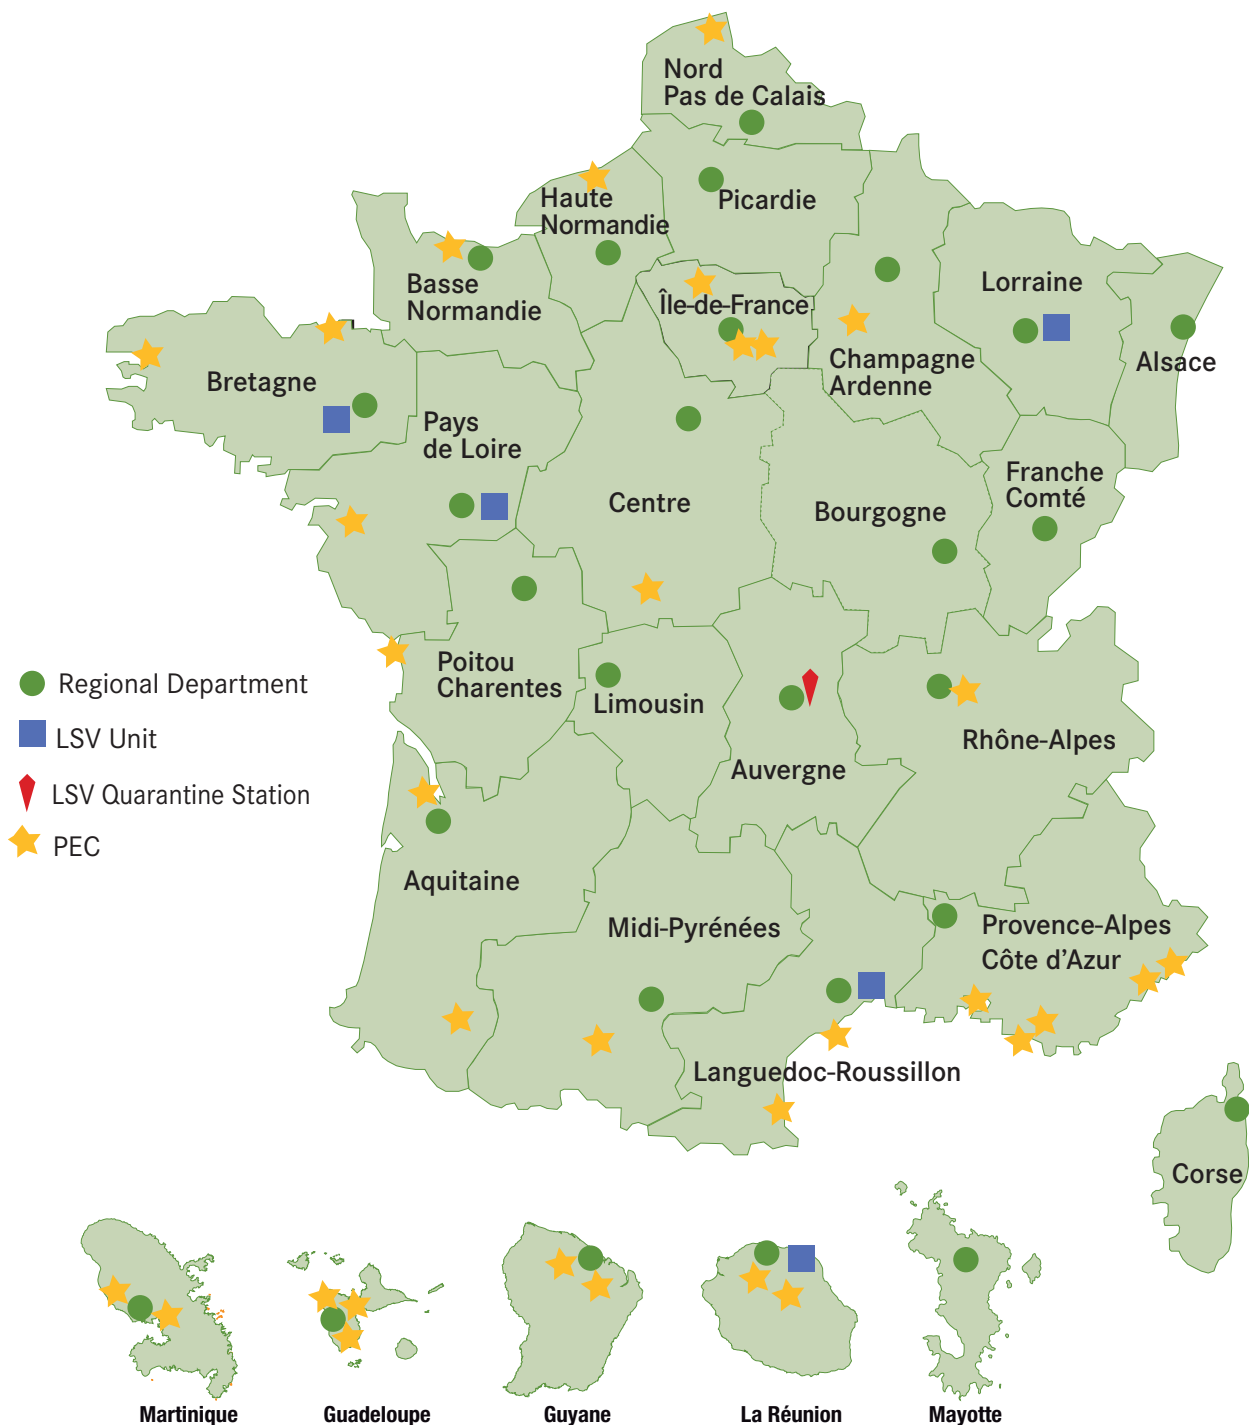 Nord
Pas de Calais
Haute
Normandie
Picardie
Basse
Normandie
Île-de-France
Lorraine
Champagne
Ardenne
Alsace
Bretagne
Pays
de Loire
Centre
Bourgogne
Franche
Comté
Poitou
Charentes
Limousin
Auvergne
Rhône-Alpes
Regional Department
LSV Unit
LSV Quarantine Station
PEC
Aquitaine
Midi-Pyrénées
Provence-Alpes
Côte d'Azur
Languedoc-Roussillon
Corse
Martinique
Guadeloupe
Guyane
La Réunion
Mayotte